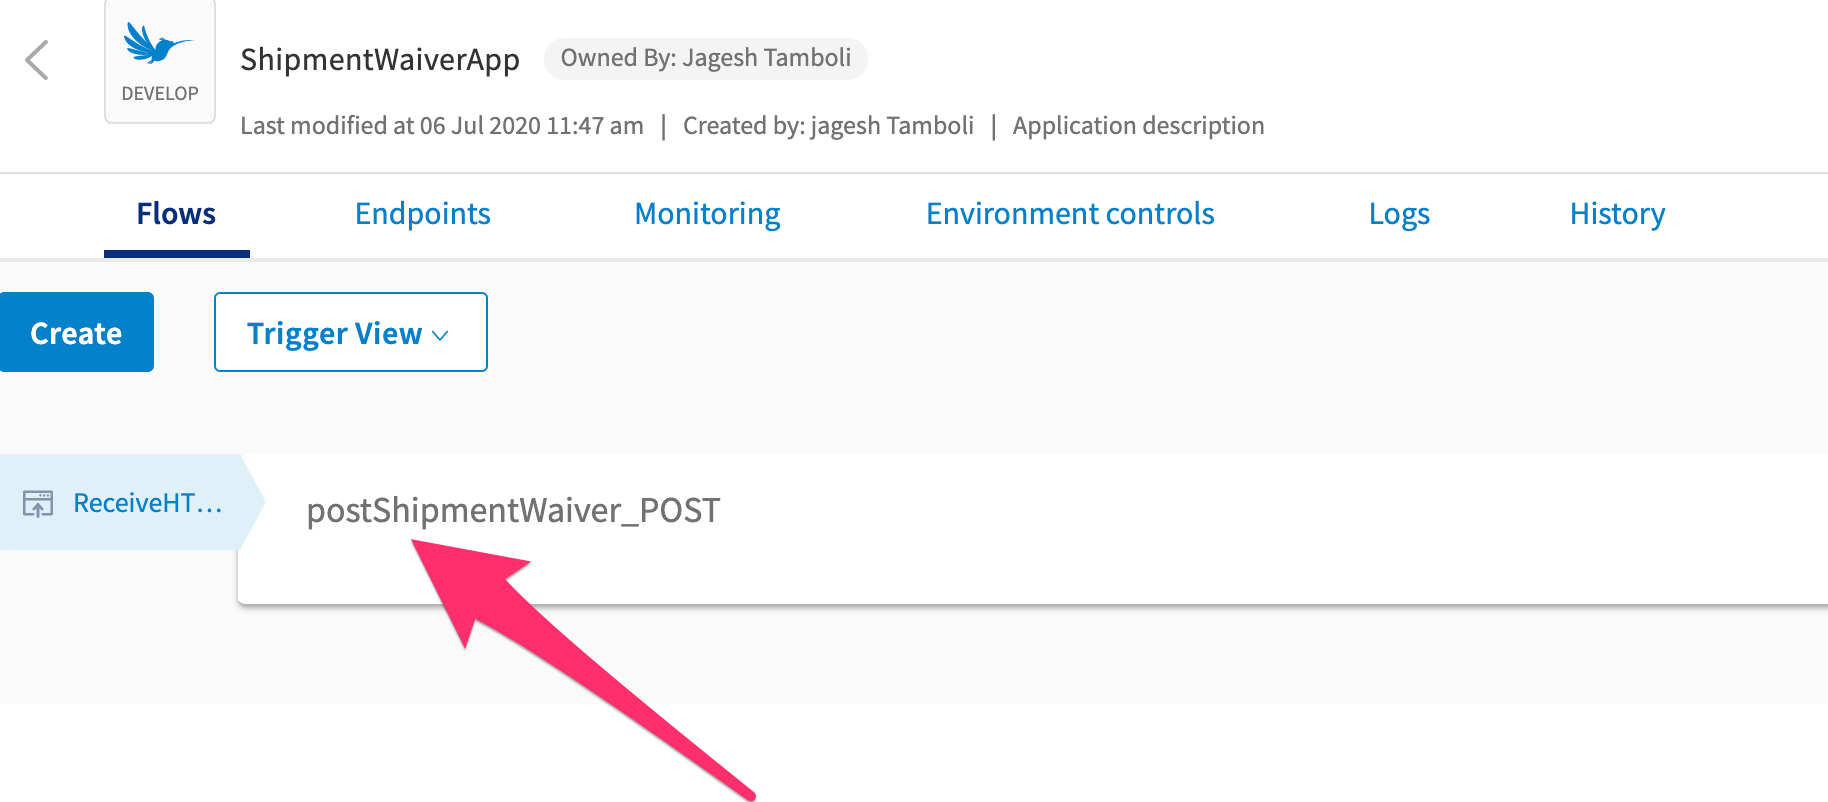 DEVELOP
ShipmentWaiverApp Owned By: Jagesh Tamboli
Last modified at 06 Jul 2020 11:47 am | Created by: jagesh Tamboli | Application description
Flows Endpoints Monitoring Environment controls Logs History
Create Trigger View
ReceiveHT... postShipmentWaiver_POST